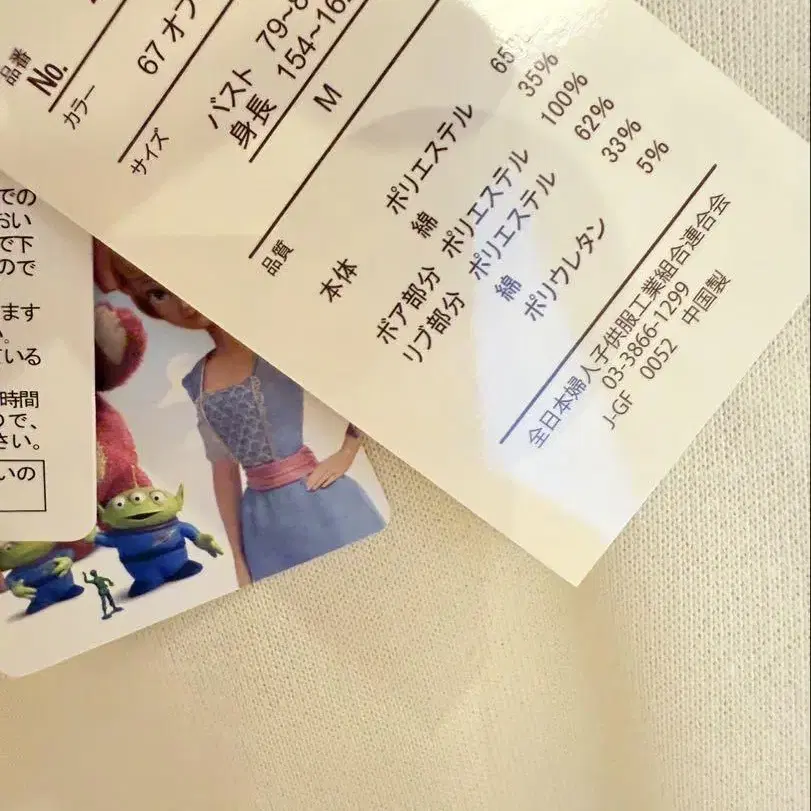 品番
No.
カラー
67 オフ
サイズ
バスト 79~8
身長 154~16
M
品質
本体 ポリエステル 65%
綿 35%
ボア部分 ポリエステル 100%
リブ部分 ポリエステル 62%
綿 33%
ポリウレタン 5%
全日本婦人子供服工業組合連合会
03-3866-1299
J-GF 0052 中国製
での
おい
で下
ので
ます
い。
ている
時間
ので、
さい。
いの